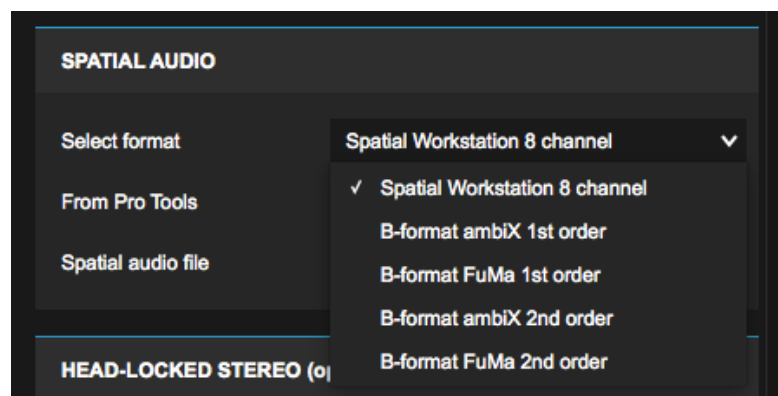 SPATIAL AUDIO
Select format
Spatial Workstation 8 channel
✓ Spatial Workstation 8 channel
From Pro Tools
B-format ambiX 1st order
B-format FuMa 1st order
Spatial audio file
B-format ambiX 2nd order
B-format FuMa 2nd order
HEAD-LOCKED STEREO